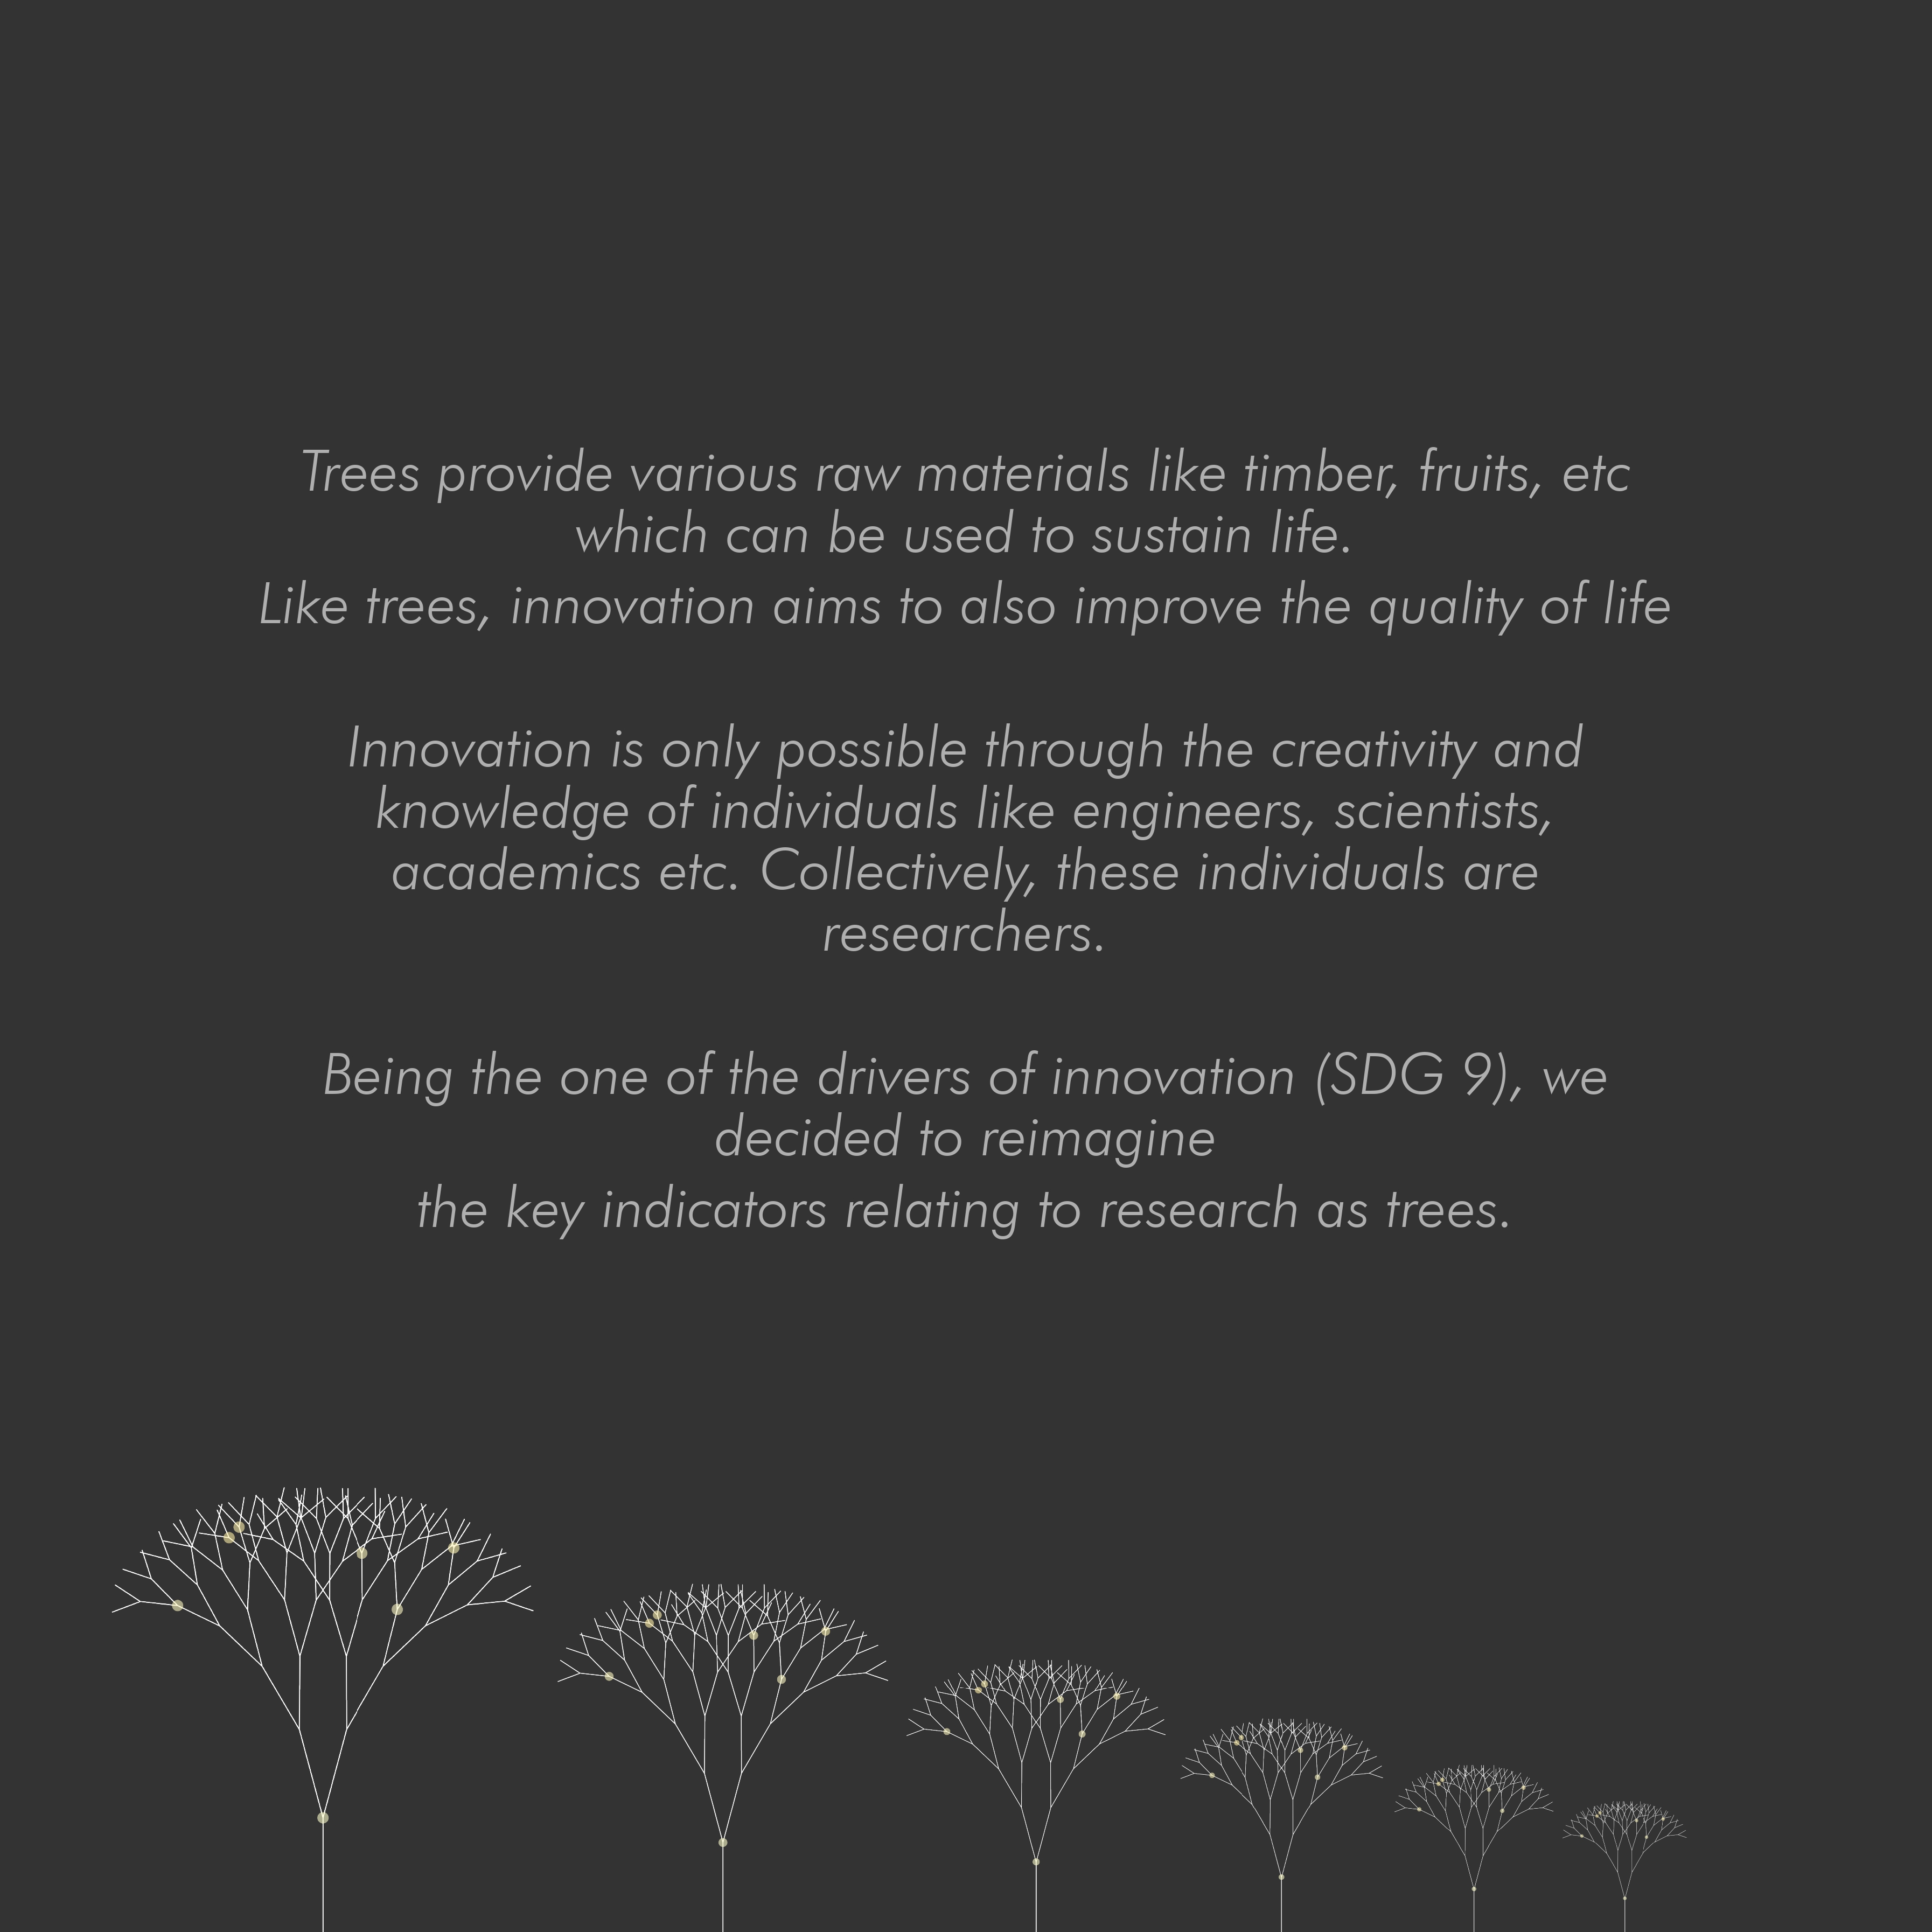 Trees provide various raw materials like timber, fruits, etc
which can be used to sustain life.
Like trees, innovation aims to also improve the quality of life
Innovation is only possible through the creativity and
knowledge of individuals like engineers, scientists,
academics etc. Collectively, these individuals are
researchers.
Being the one of the drivers of innovation (SDG 9), we
decided to reimagine
the key indicators relating to research as trees.